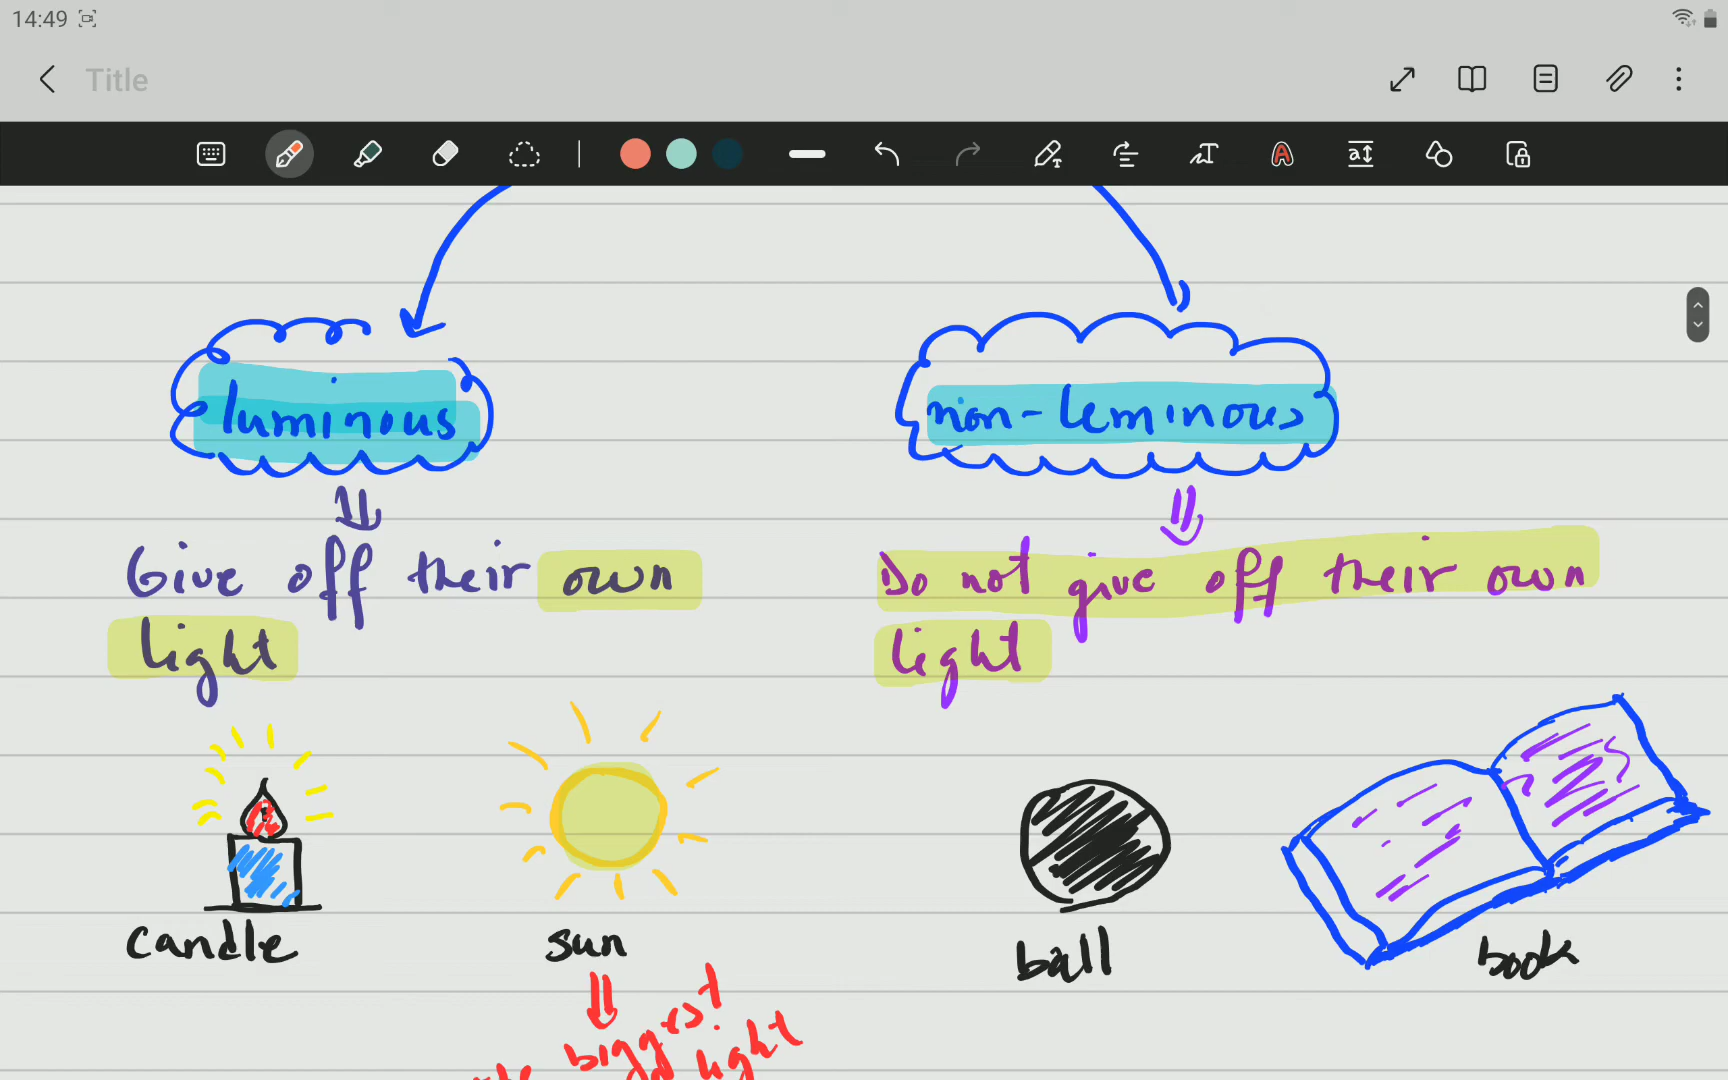 14:49
Title
luminous
non-leminous
Give off their own
light
Do not give off their own
light
candle
sun
ball
book
biggest
light